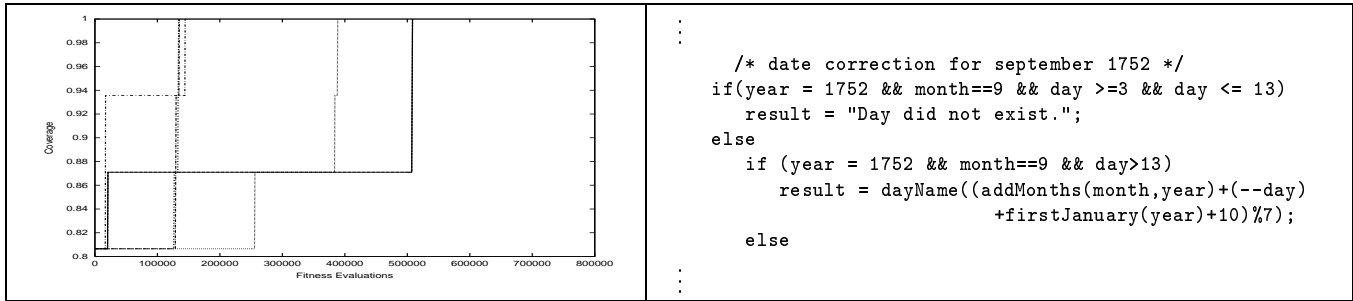 1
0.98
0.96
0.94
0.92
0.9
0.88
0.86
0.84
0.82
0.8
Coverage
0 100000 200000 300000 400000 500000 600000 700000 800000
Fitness Evaluations
/* date correction for september 1752 */
if(year = 1752 && month==9 && day >=3 && day <= 13)
result = "Day did not exist.";
else
if (year = 1752 && month==9 && day>13)
result = dayName((addMonths(month,year)+(--day)
+firstJanuary(year)+10)%7);
else